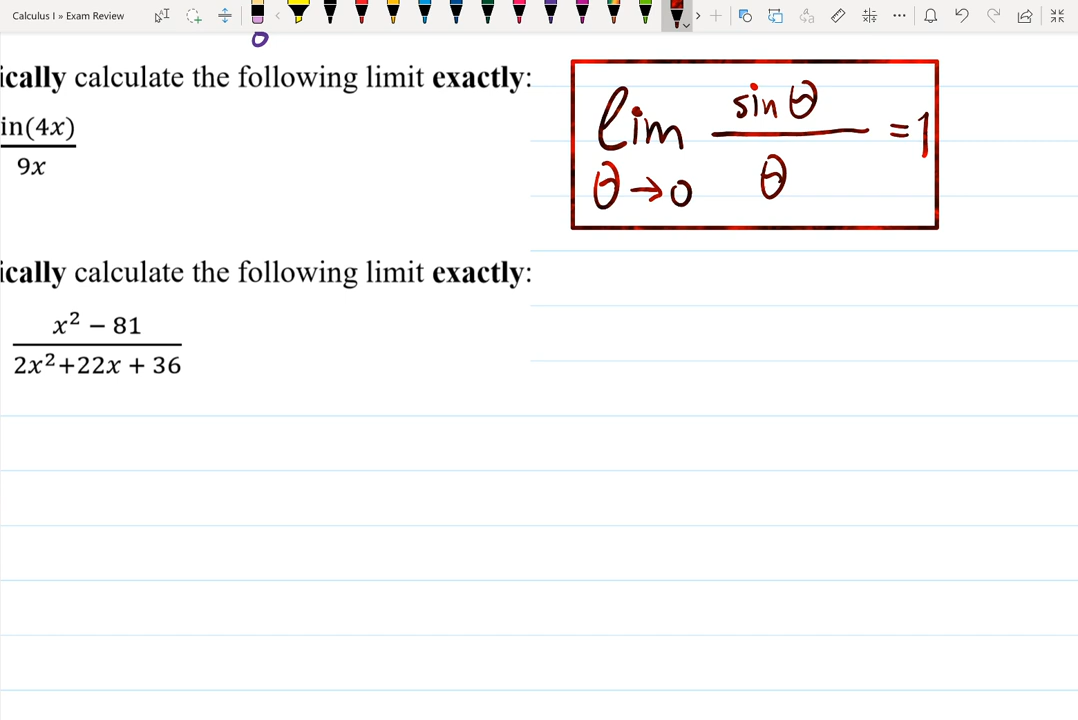 Calculus I » Exam Review
ically calculate the following limit exactly:
in(4x)
9x
lim sin θ = 1
θ → 0 θ
ically calculate the following limit exactly:
x² − 81
2x²+22x + 36